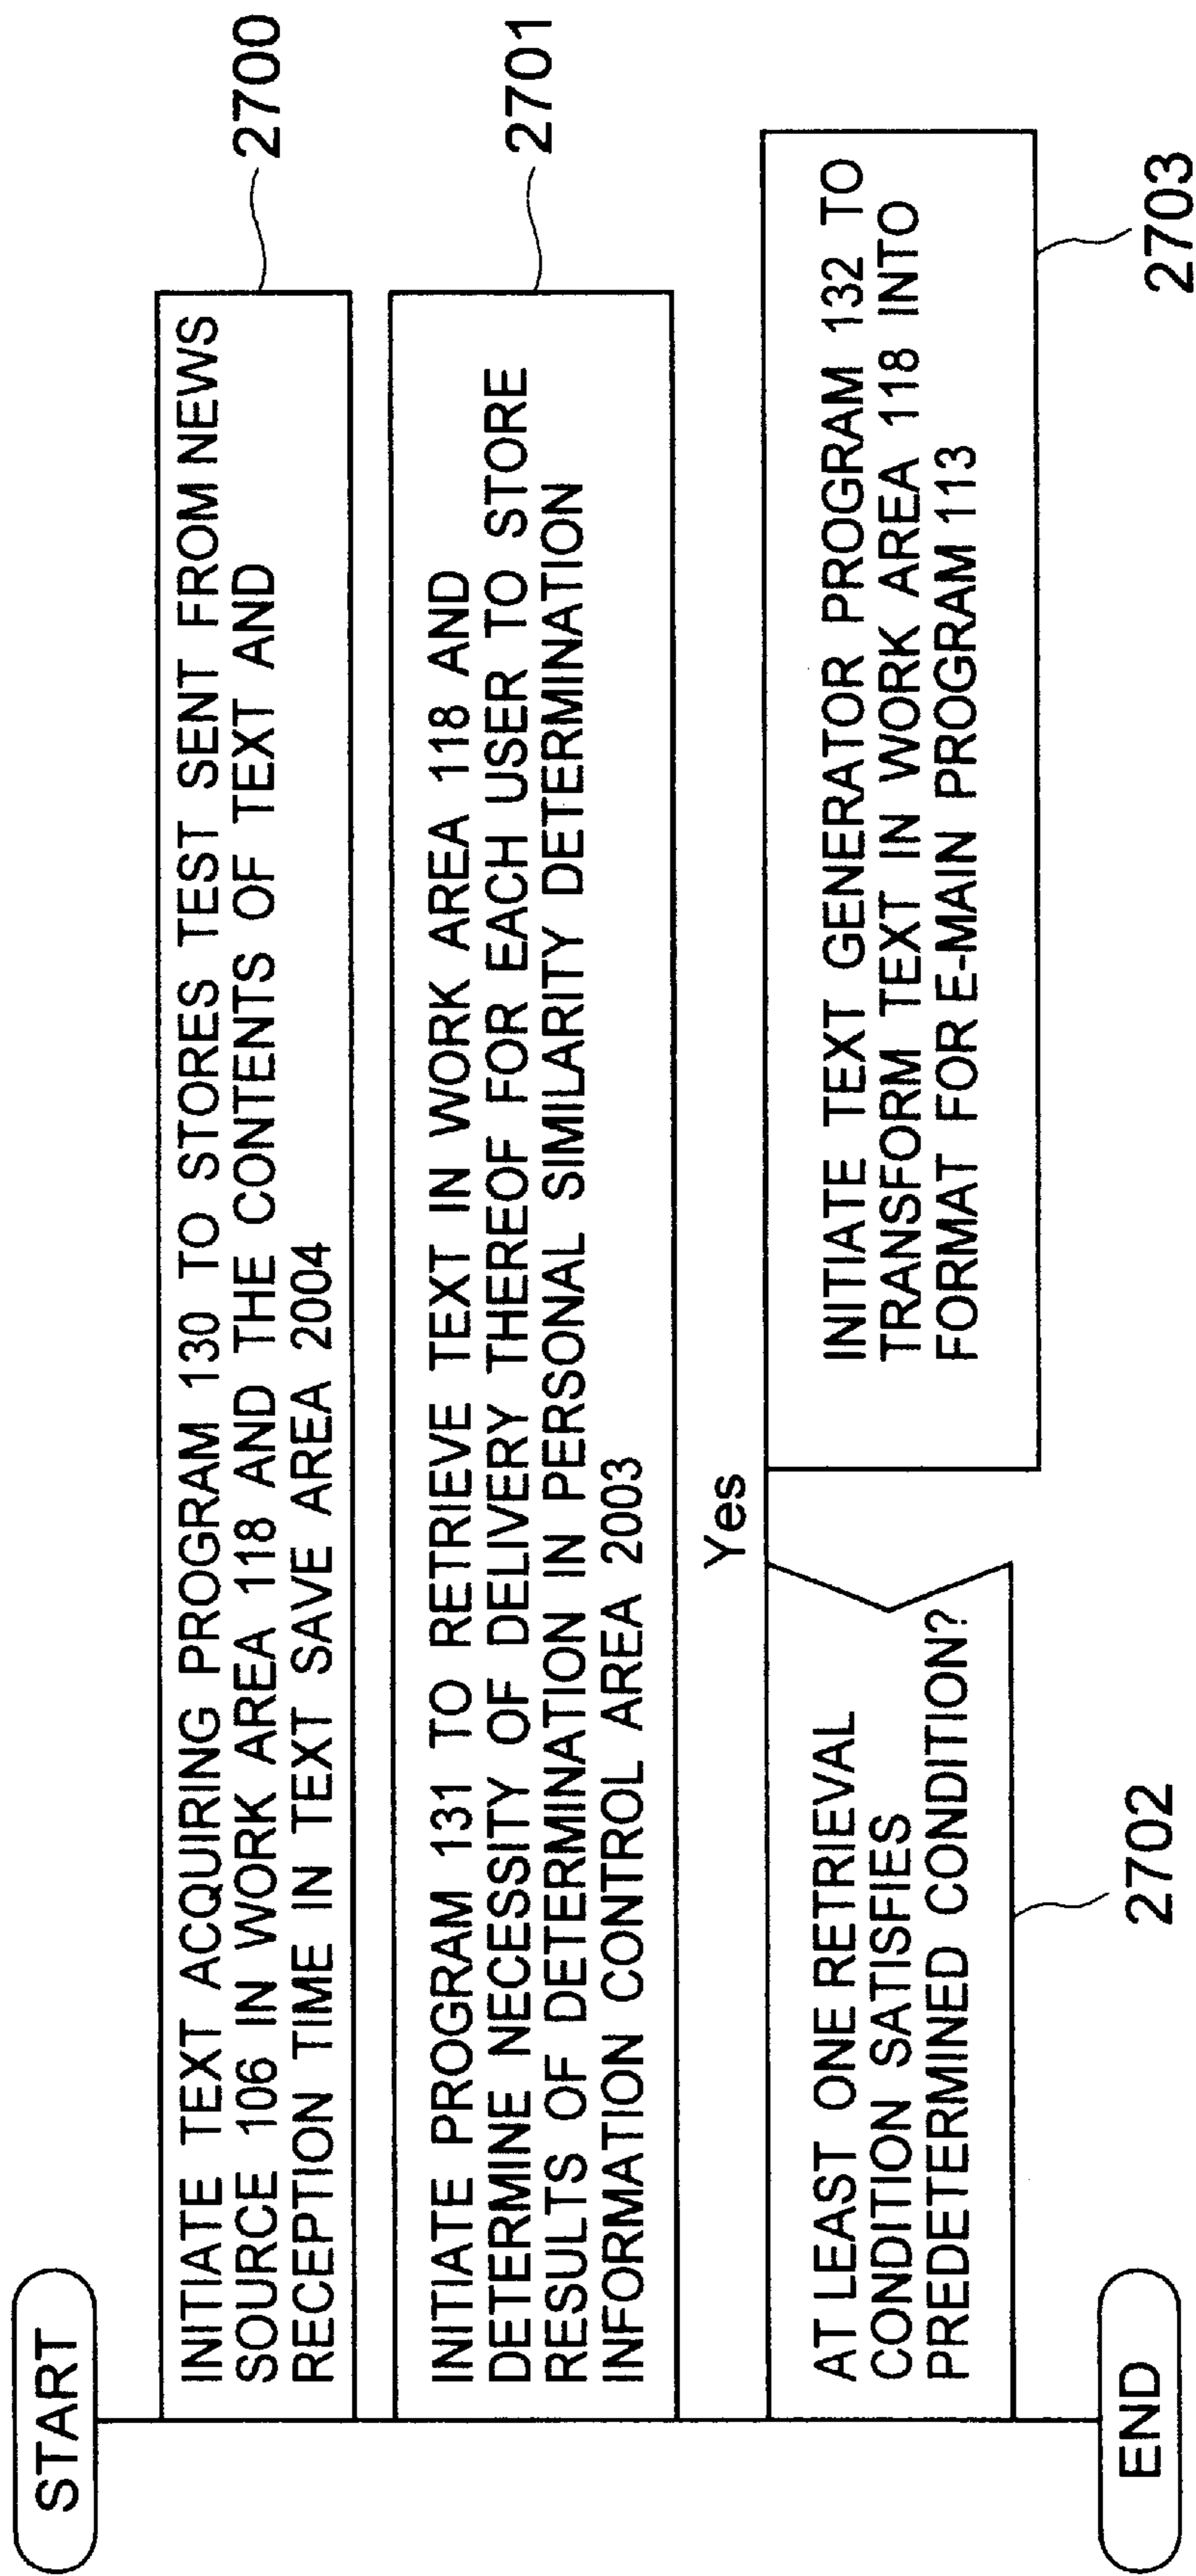 START
INITIATE TEXT ACQUIRING PROGRAM 130 TO STORES TEST SENT FROM NEWS
SOURCE 106 IN WORK AREA 118 AND THE CONTENTS OF TEXT AND
RECEPTION TIME IN TEXT SAVE AREA 2004
2700
INITIATE PROGRAM 131 TO RETRIEVE TEXT IN WORK AREA 118 AND
DETERMINE NECESSITY OF DELIVERY THEREOF FOR EACH USER TO STORE
RESULTS OF DETERMINATION IN PERSONAL SIMILARITY DETERMINATION
INFORMATION CONTROL AREA 2003
2701
AT LEAST ONE RETRIEVAL
CONDITION SATISFIES
PREDETERMINED CONDITION?
2702
Yes
INITIATE TEXT GENERATOR PROGRAM 132 TO
TRANSFORM TEXT IN WORK AREA 118 INTO
FORMAT FOR E-MAIN PROGRAM 113
2703
END